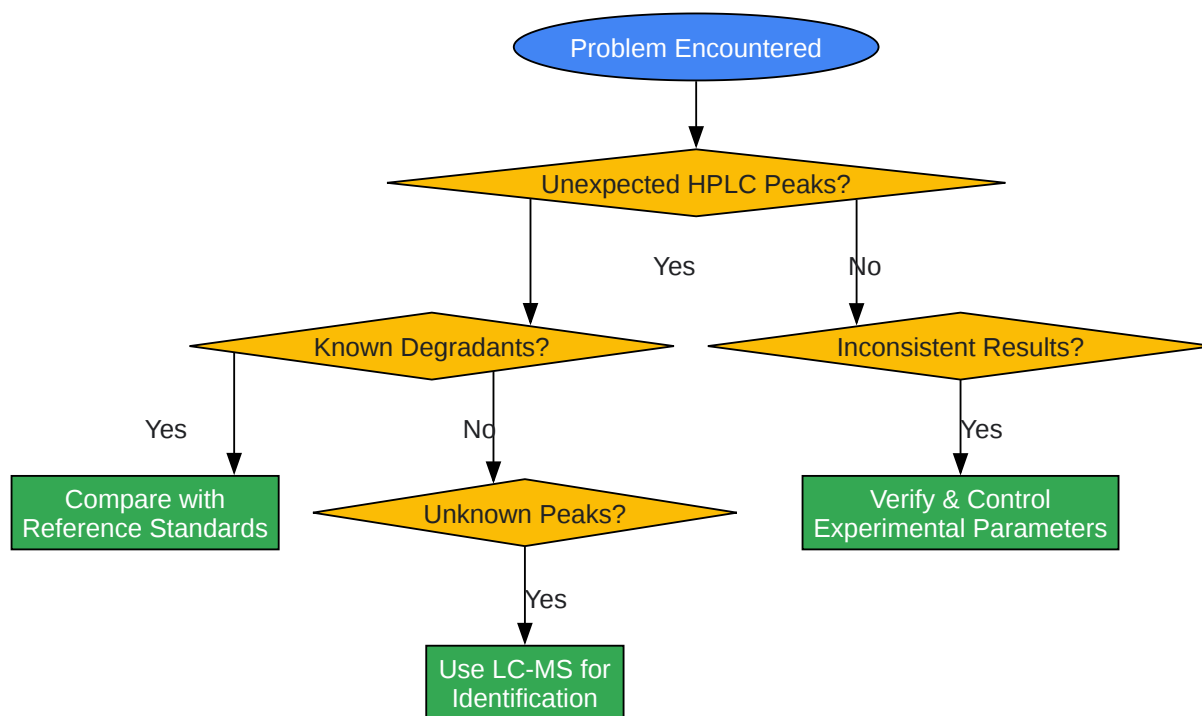 Problem Encountered
Unexpected HPLC Peaks?
Yes
No
Known Degradants?
Inconsistent Results?
Yes
No
Yes
Compare with
Reference Standards
Unknown Peaks?
Verify & Control
Experimental Parameters
Yes
Use LC-MS for
Identification